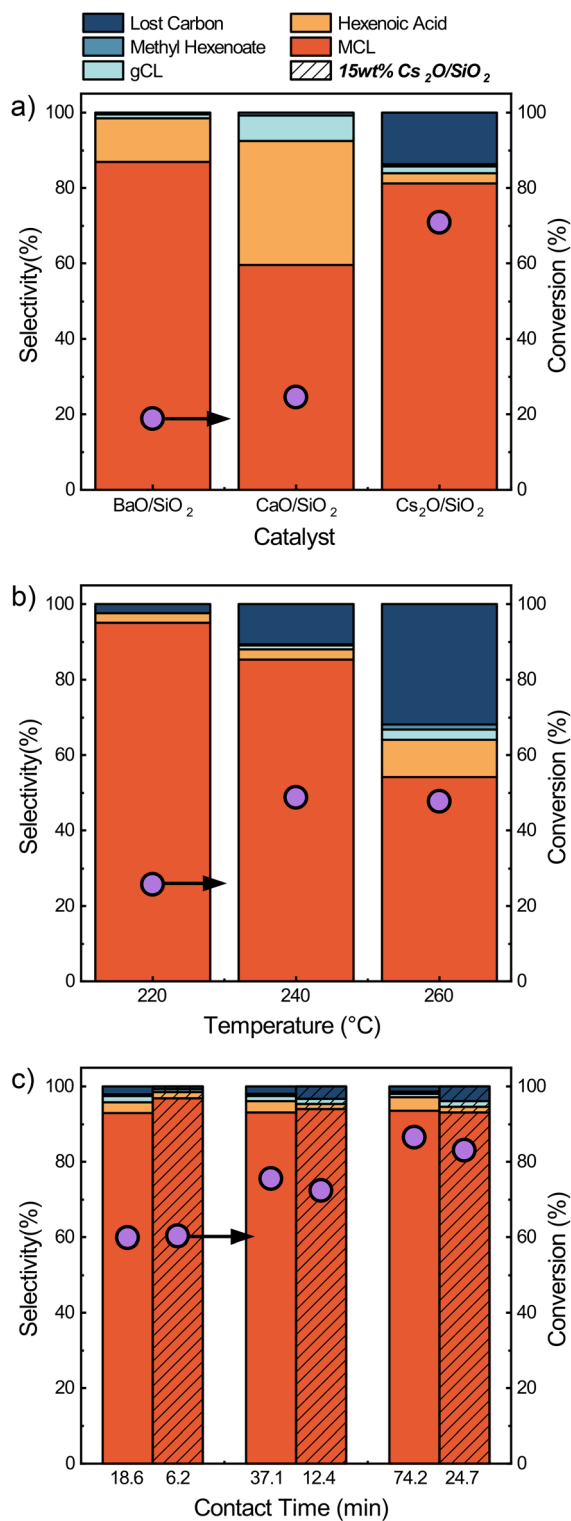 Lost Carbon
Hexenoic Acid
Methyl Hexenoate
MCL
gCL
15wt% Cs2O/SiO2
a)
100
80
60
40
20
0
Selectivity(%)
100
80
60
40
20
0
Conversion (%)
BaO/SiO2
CaO/SiO2
Cs2O/SiO2
Catalyst
b)
100
80
60
40
20
0
Selectivity(%)
100
80
60
40
20
0
Conversion (%)
220
240
260
Temperature (°C)
c)
100
80
60
40
20
0
Selectivity(%)
100
80
60
40
20
0
Conversion (%)
18.6
6.2
37.1
12.4
74.2
24.7
Contact Time (min)